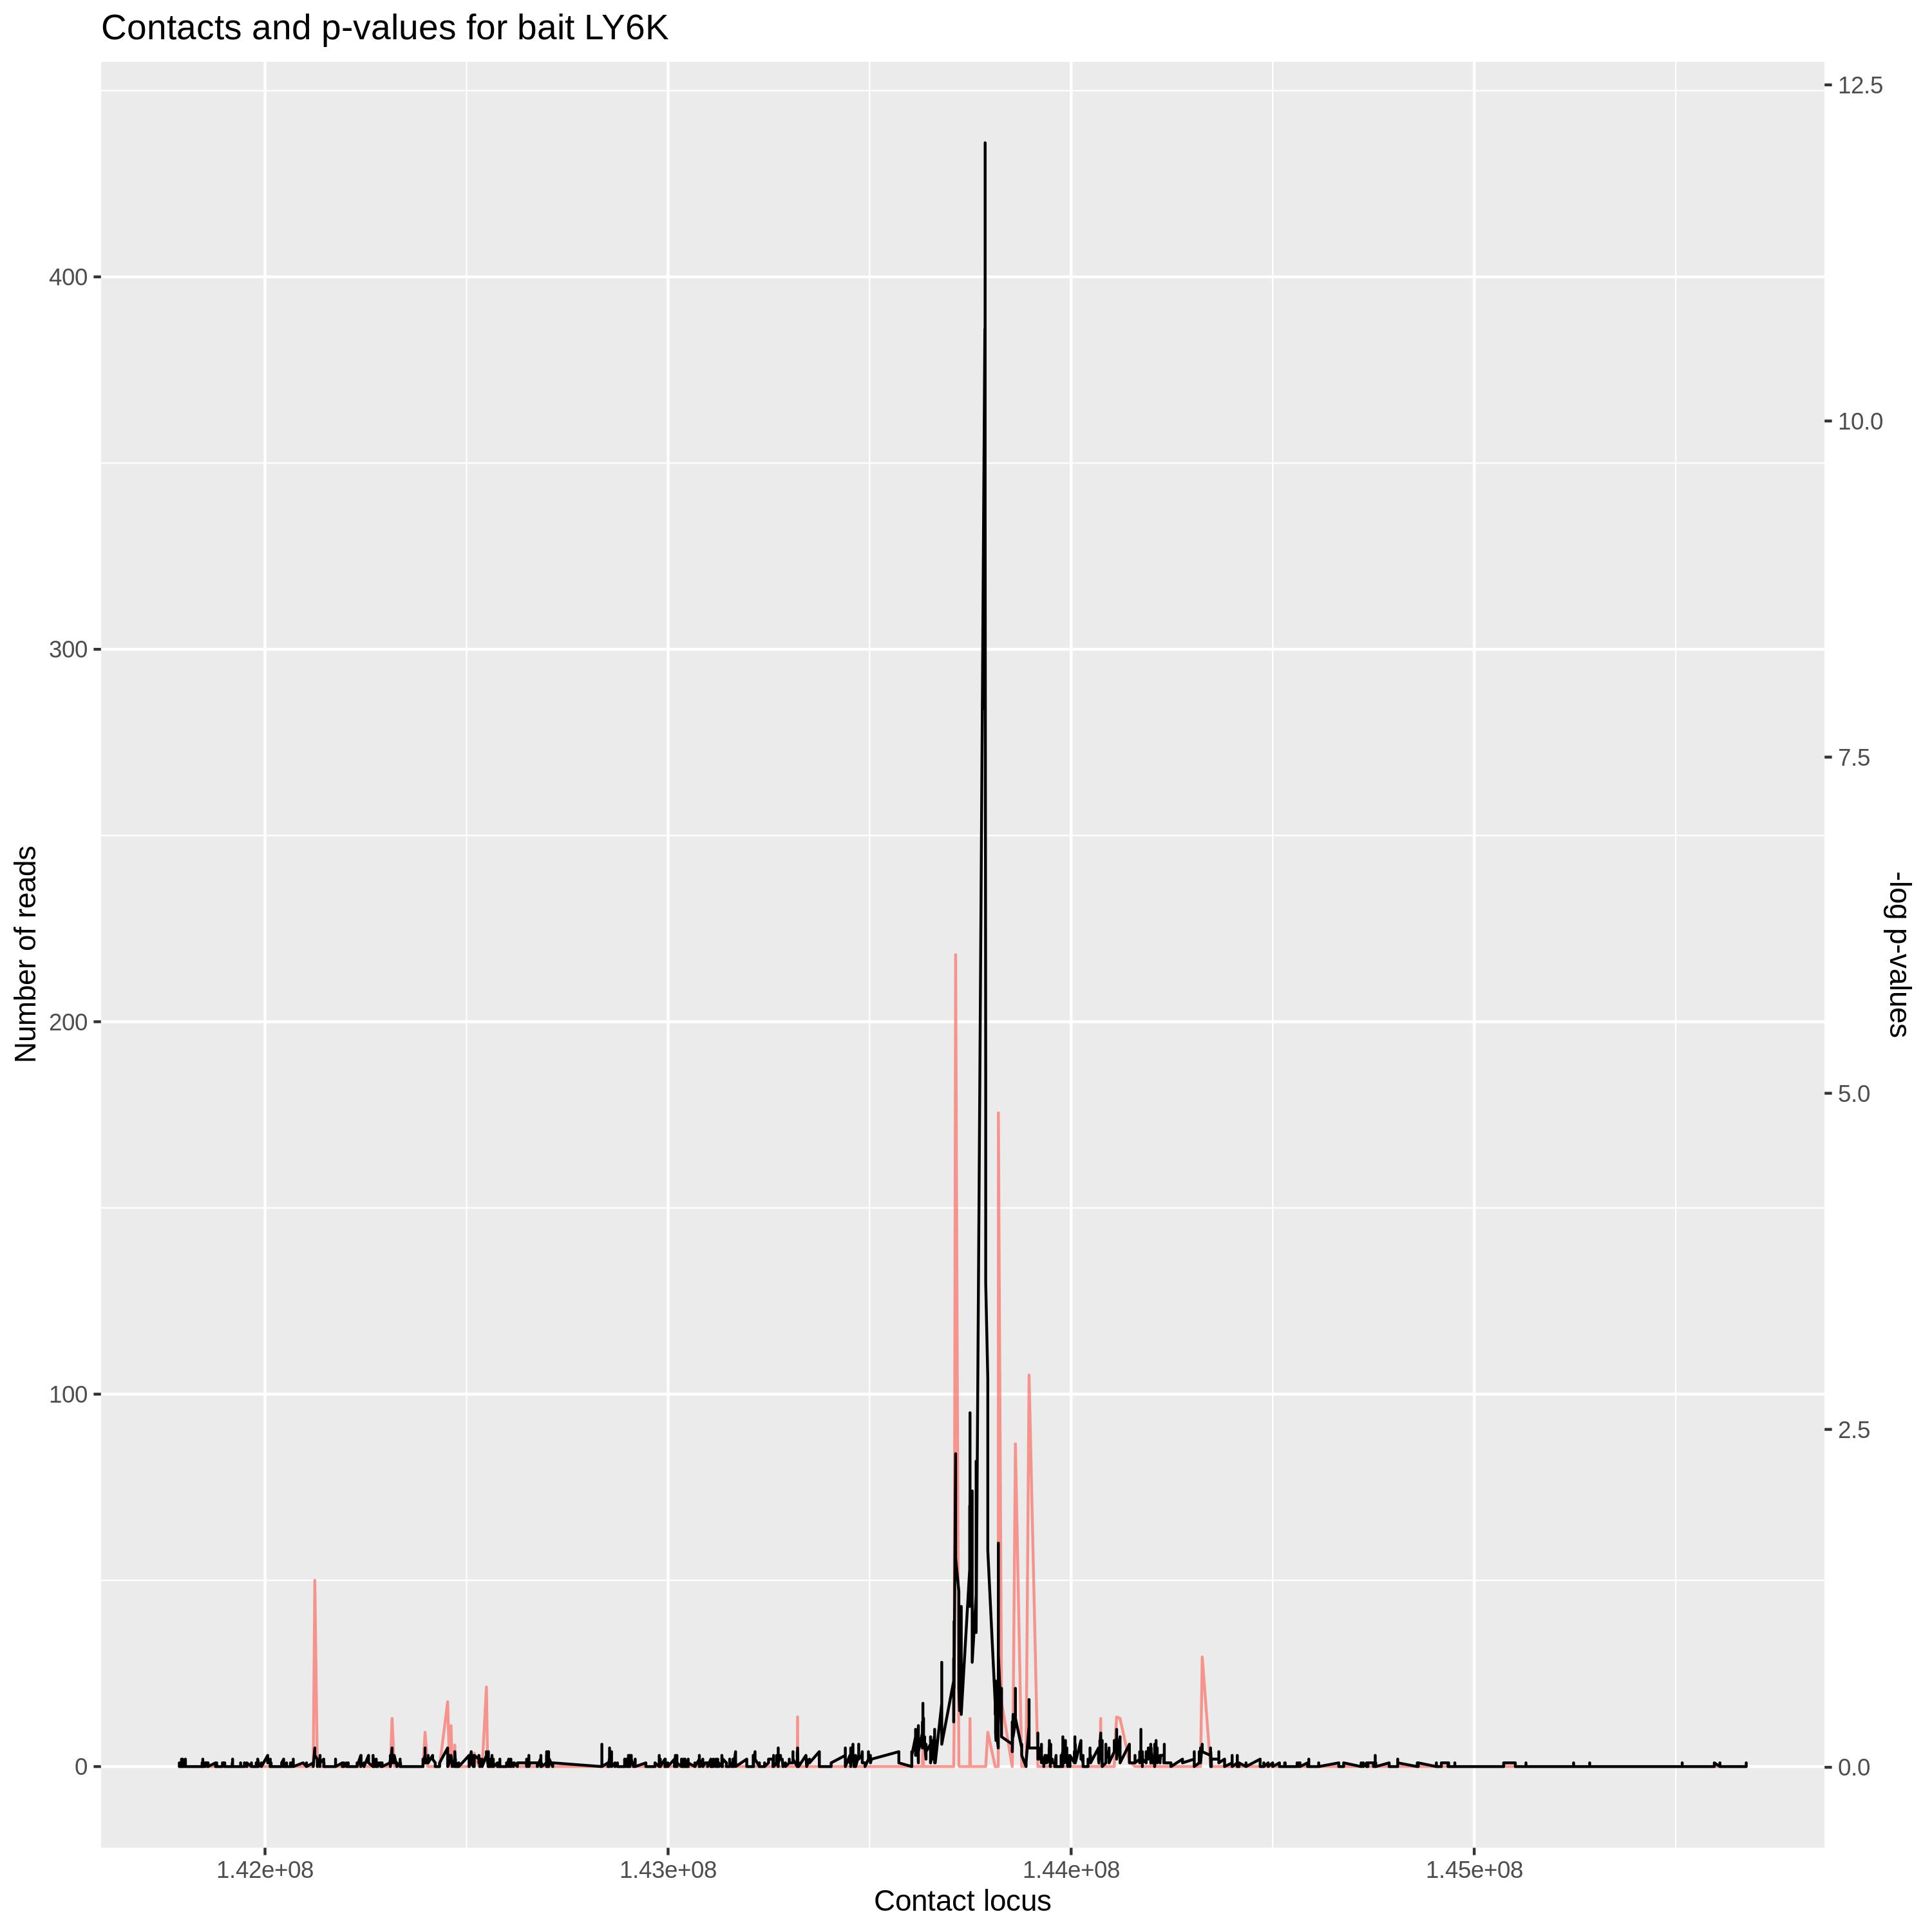 Contacts and p-values for bait LY6K
12.5
400
10.0
300
7.5
Number of reads
-log p-values
200
5.0
100
2.5
0
0.0
1.42e+08
1.43e+08
1.44e+08
1.45e+08
Contact locus